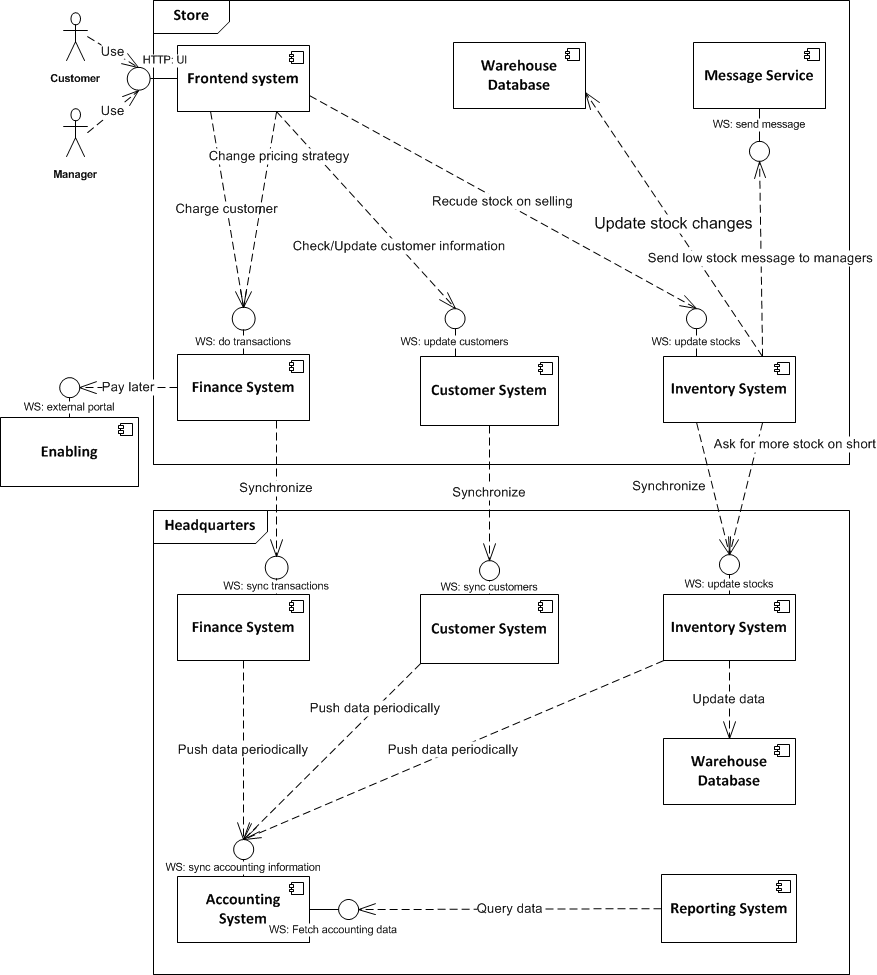 Store
Customer
Use
HTTP: UI
Use
Manager
Frontend system
Warehouse
Database
Message Service
WS: send message
Change pricing strategy
Charge customer
Check/Update customer information
Recude stock on selling
Update stock changes
Send low stock message to managers
WS: do transactions
WS: update customers
WS: update stocks
Finance System
Customer System
Inventory System
Pay later
WS: external portal
Enabling
Ask for more stock on short
Synchronize
Synchronize
Synchronize
Headquarters
WS: sync transactions
WS: sync customers
WS: update stocks
Finance System
Customer System
Inventory System
Push data periodically
Push data periodically
Push data periodically
Update data
Warehouse
Database
WS: sync accounting information
Accounting
System
WS: Fetch accounting data
Query data
Reporting System